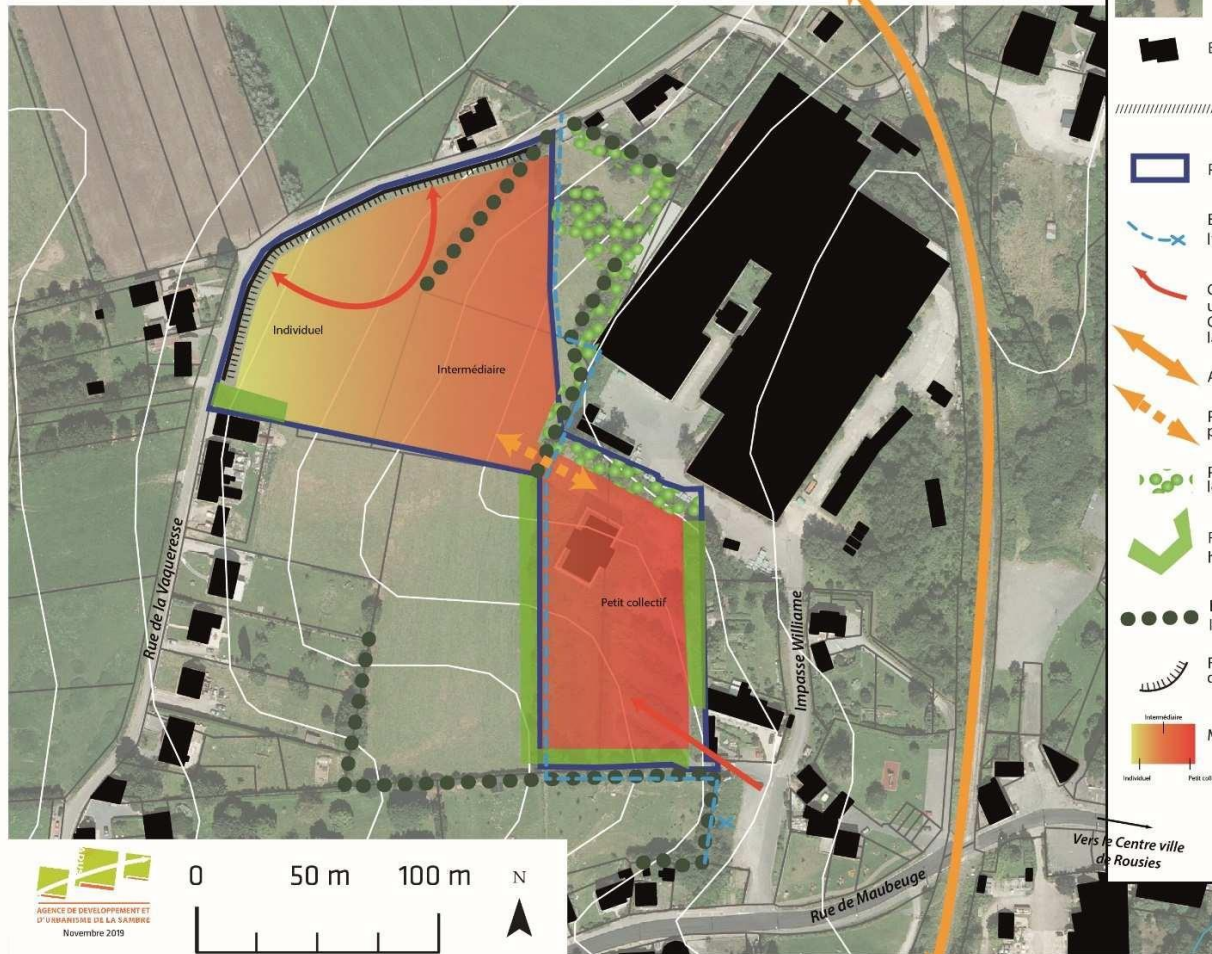 Individuel
Intermédiaire
Petit collectif
Rue de la Vaqueresse
Impasse Williame
Rue de Maubeuge
Vers le Centre ville
de Rousies
Intermédiaire
Individuel
AGENCE DE DEVELOPPEMENT ET
D'URBANISME DE LA SAMBRE
Novembre 2019
0 50 m 100 m
N